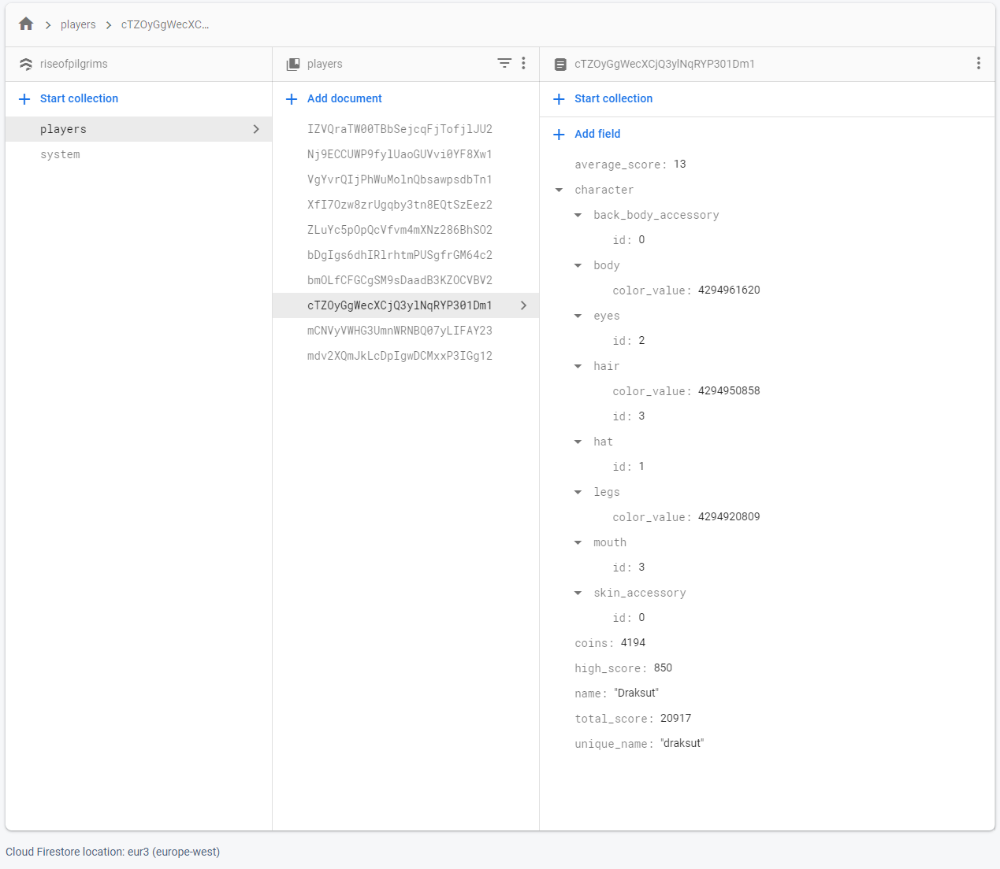 players
cTZOyGgWecXC...
riseofpilgrims
Start collection
players
system
players
Add document
IZVQraTW00TBbSejcqFjTofjlJU2
Nj9ECCUWP9fylUaoGUVvi0YF8Xw1
VgYvrQIjPhWuMolnQbsawpsdbTn1
XfI7Ozw8zrUgqby3tn8EQtSzEez2
ZLuYc5pOpQcVfvm4mXNz286BhSO2
bDgIgs6dhIRlrhtmPUSgfrGM64c2
bmOLfCFGCgSM9sDaadB3KZOCVBV2
cTZOyGgWecXCjQ3ylNqRYP301Dm1
mCNVyVWHG3UmnWRNBQ07yLIFAY23
mdv2XQmJkLcDpIgwDCMxxP3IGg12
cTZOyGgWecXCjQ3ylNqRYP301Dm1
Start collection
Add field
average_score: 13
character
back_body_accessory
id: 0
body
color_value: 4294961620
eyes
id: 2
hair
color_value: 4294950858
id: 3
hat
id: 1
legs
color_value: 4294920809
mouth
id: 3
skin_accessory
id: 0
coins: 4194
high_score: 850
name: "Draksut"
total_score: 20917
unique_name: "draksut"
Cloud Firestore location: eur3 (europe-west)